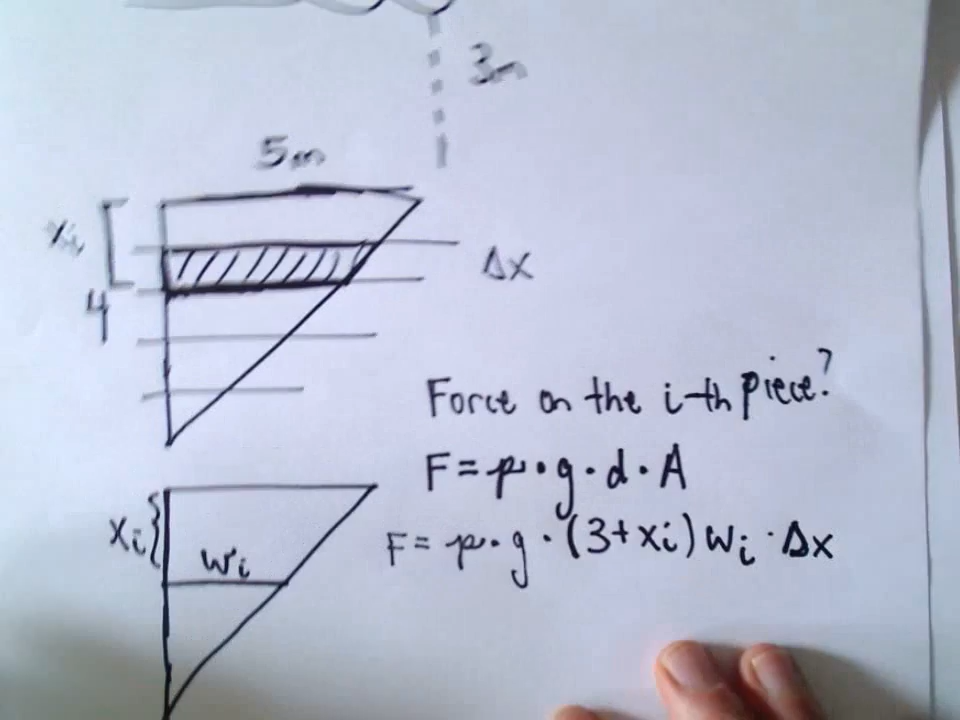 3m
5m
xi
Δx
4
Force on the i-th piece?
F = p · g · d · A
xi
wi
F = p · g · (3 + xi) wi · Δx